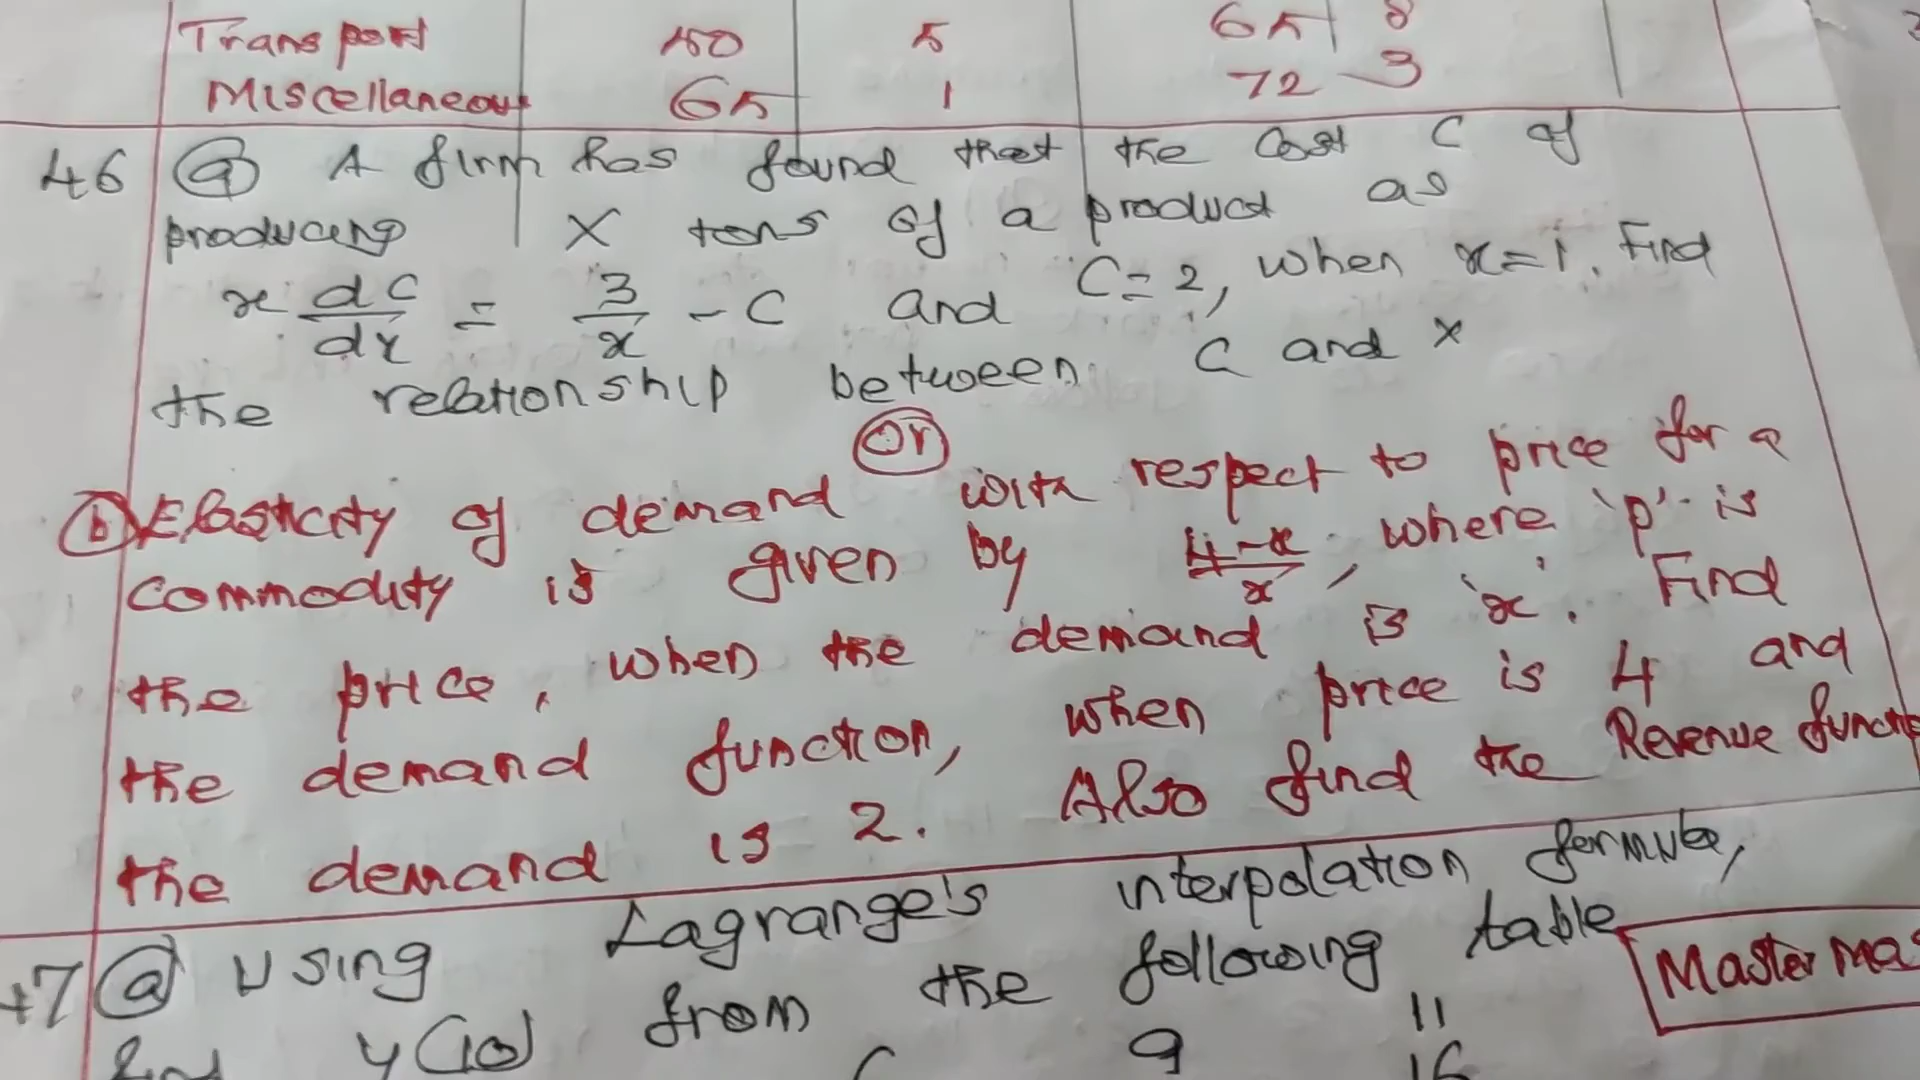 Transport 50 5 65 8
Miscellaneous 65 1 72 3
46 (a) A firm has found that the cost C of
producing x tons of a product as
x dC/dx = 3/x - C and C = 2, when x = 1. Find
the relationship between C and x
Or
(b) Elasticity of demand with respect to price for a
commodity is given by 4-x/x, where 'p' is
the price, when the demand is 'x'. Find
the demand function, when price is 4 and
the demand is 2. Also find the Revenue
47 (a) Using Lagrange's interpolation formula,
y(10) from the following table
9 11
16
Master